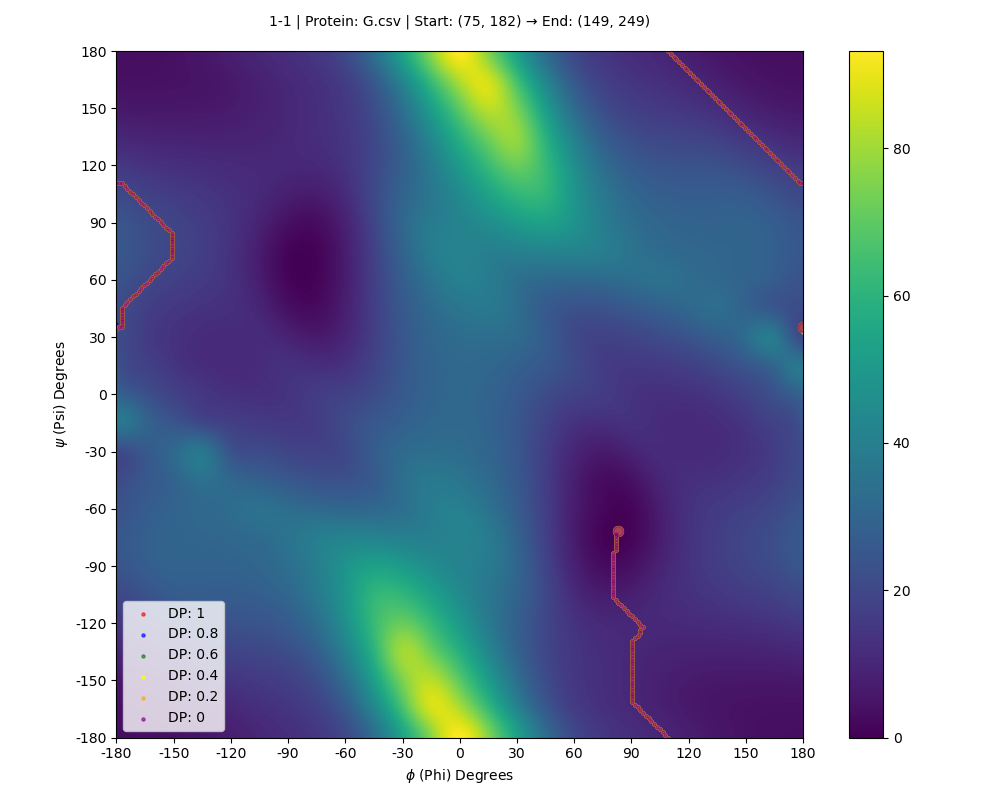 1-1 | Protein: G.csv | Start: (75, 182) → End: (149, 249)
180
150
120
90
60
30
0
-30
-60
-90
-120
-150
-180
ψ (Psi) Degrees
-180 -150 -120 -90 -60 -30 0 30 60 90 120 150 180
ϕ (Phi) Degrees
DP: 1
DP: 0.8
DP: 0.6
DP: 0.4
DP: 0.2
DP: 0
80
60
40
20
0